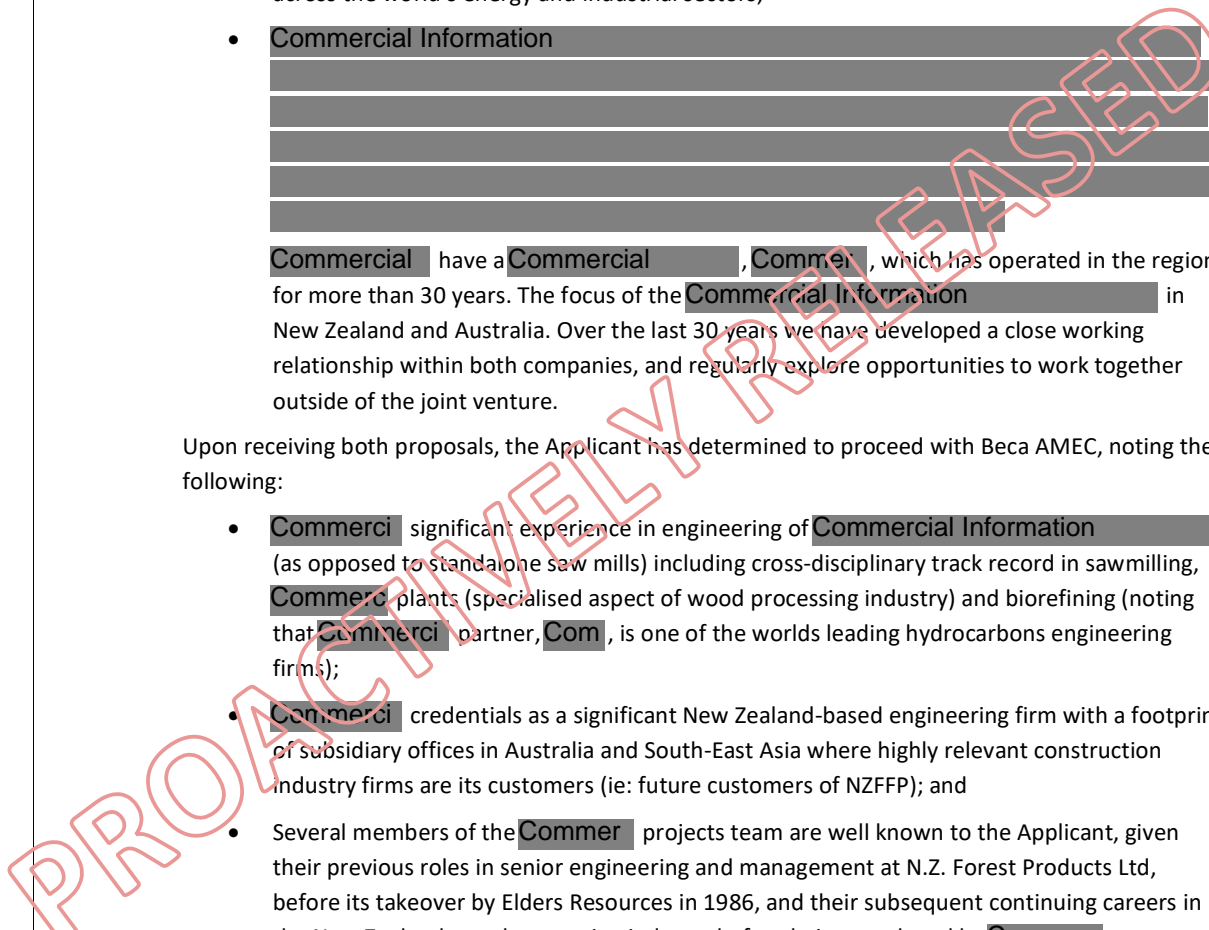 across the world's energy and industrial sectors;
• Commercial Information
Commercial have a Commercial , Commer , which has operated in the region
for more than 30 years. The focus of the Commercial Information in
New Zealand and Australia. Over the last 30 years we have developed a close working
relationship within both companies, and regularly explore opportunities to work together
outside of the joint venture.
Upon receiving both proposals, the Applicant has determined to proceed with Beca AMEC, noting the
following:
• Commerci significant experience in engineering of Commercial Information
(as opposed to standalone saw mills) including cross-disciplinary track record in sawmilling,
Commerc plants (specialised aspect of wood processing industry) and biorefining (noting
that Commerci partner, Com , is one of the worlds leading hydrocarbons engineering
firms);
• Commerci credentials as a significant New Zealand-based engineering firm with a footprin
of subsidiary offices in Australia and South-East Asia where highly relevant construction
industry firms are its customers (ie: future customers of NZFFP); and
• Several members of the Commer projects team are well known to the Applicant, given
their previous roles in senior engineering and management at N.Z. Forest Products Ltd,
before its takeover by Elders Resources in 1986, and their subsequent continuing careers in
PROACTIVELY RELEASED